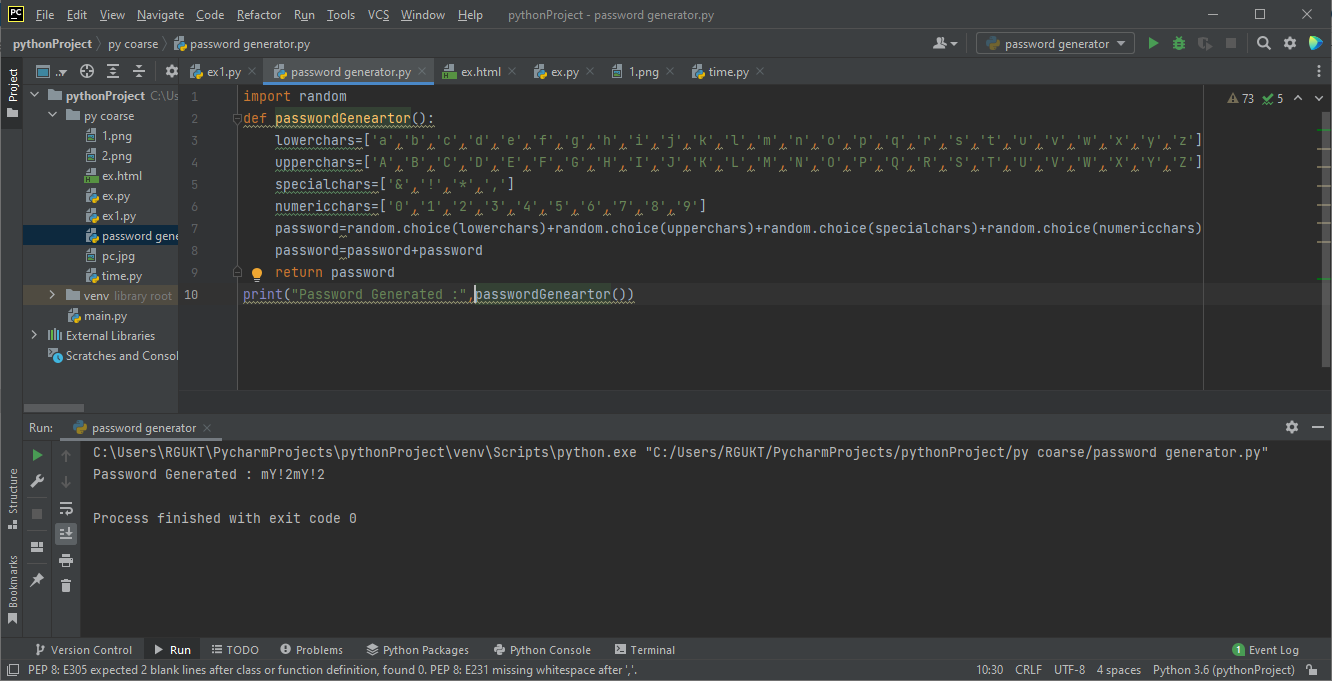 PC File Edit View Navigate Code Refactor Run Tools VCS Window Help pythonProject - password generator.py
pythonProject py coarse password generator.py password generator
Project ex1.py password generator.py ex.html ex.py 1.png time.py
pythonProject C:\Us
py coarse
1.png
2.png
ex.html
ex.py
ex1.py
password gene
pc.jpg
time.py
venv library root
main.py
External Libraries
Scratches and Consol
73 5
1 import random
2 def passwordGeneartor():
3 lowerchars=['a','b','c','d','e','f','g','h','i','j','k','l','m','n','o','p','q','r','s','t','u','v','w','x','y','z']
4 upperchars=['A','B','C','D','E','F','G','H','I','J','K','L','M','N','O','P','Q','R','S','T','U','V','W','X','Y','Z']
5 specialchars=['&','!','*',',']
6 numericchars=['0','1','2','3','4','5','6','7','8','9']
7 password=random.choice(lowerchars)+random.choice(upperchars)+random.choice(specialchars)+random.choice(numericchars)
8 password=password+password
9 return password
10 print("Password Generated :",passwordGeneartor())
Run: password generator
C:\Users\RGUKT\PycharmProjects\pythonProject\venv\Scripts\python.exe "C:/Users/RGUKT/PycharmProjects/pythonProject/py coarse/password generator.py"
Password Generated : mY!2mY!2
Process finished with exit code 0
Structure
Bookmarks
Version Control Run TODO Problems Python Packages Python Console Terminal 1 Event Log
PEP 8: E305 expected 2 blank lines after class or function definition, found 0. PEP 8: E231 missing whitespace after ','. 10:30 CRLF UTF-8 4 spaces Python 3.6 (pythonProject)